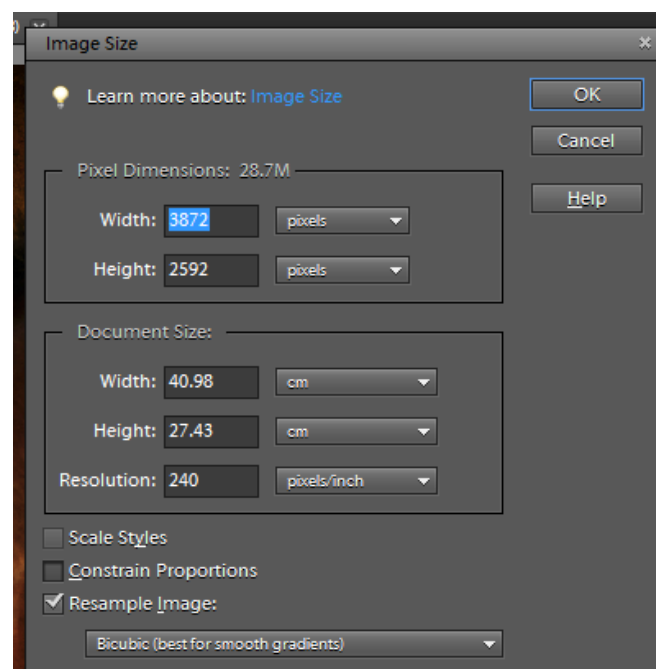 Image Size
Learn more about: Image Size
OK
Cancel
Help
Pixel Dimensions: 28.7M
Width: 3872 pixels
Height: 2592 pixels
Document Size:
Width: 40.98 cm
Height: 27.43 cm
Resolution: 240 pixels/inch
Scale Styles
Constrain Proportions
Resample Image:
Bicubic (best for smooth gradients)